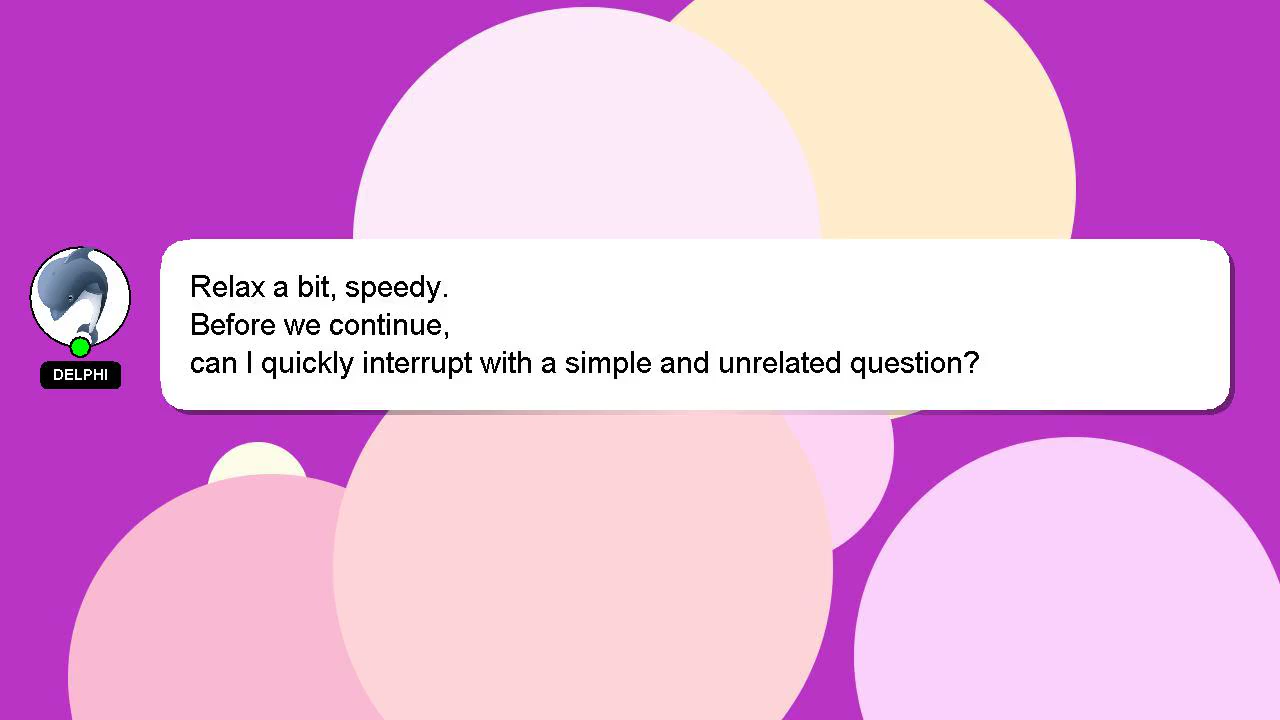 Relax a bit, speedy.
Before we continue,
can I quickly interrupt with a simple and unrelated question?
DELPHI